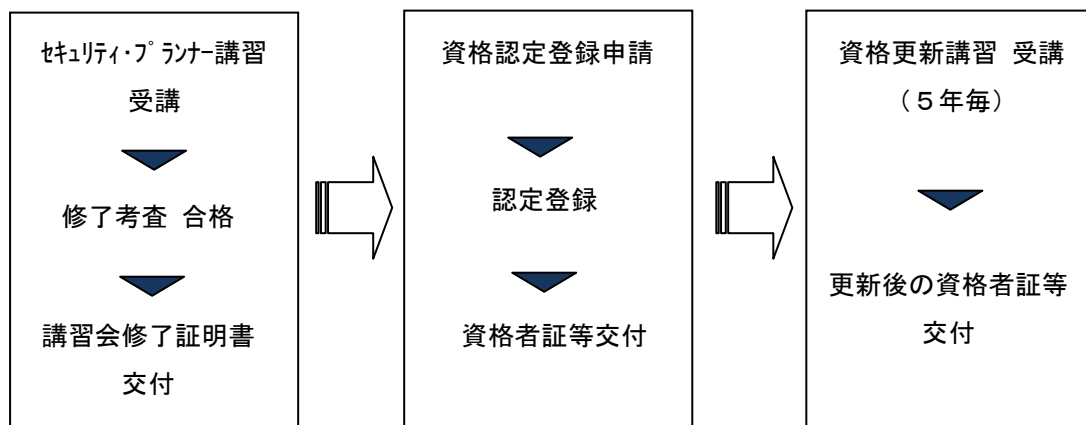 ｾｷｭﾘﾃｨ・ﾌﾟﾗﾝﾅｰ講習
受講
修了考査 合格
講習会修了証明書
交付
資格認定登録申請
認定登録
資格者証等交付
資格更新講習 受講
（５年毎）
更新後の資格者証等
交付